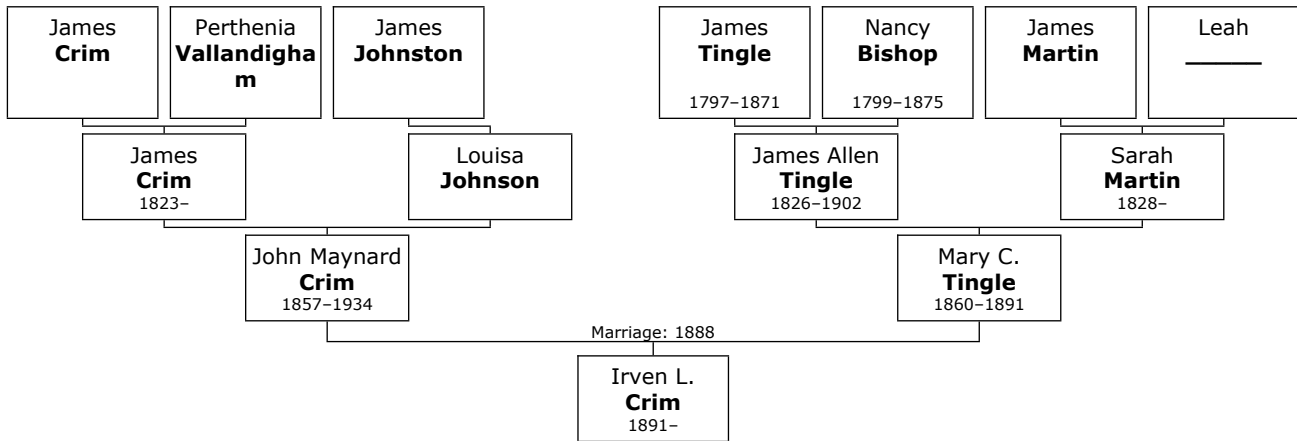 James
Crim
Perthenia
Vallandigha
m
James
Johnston
James
Tingle
1797–1871
Nancy
Bishop
1799–1875
James
Martin
Leah
______
James
Crim
1823–
Louisa
Johnson
James Allen
Tingle
1826–1902
Sarah
Martin
1828–
John Maynard
Crim
1857–1934
Mary C.
Tingle
1860–1891
Marriage: 1888
Irven L.
Crim
1891–